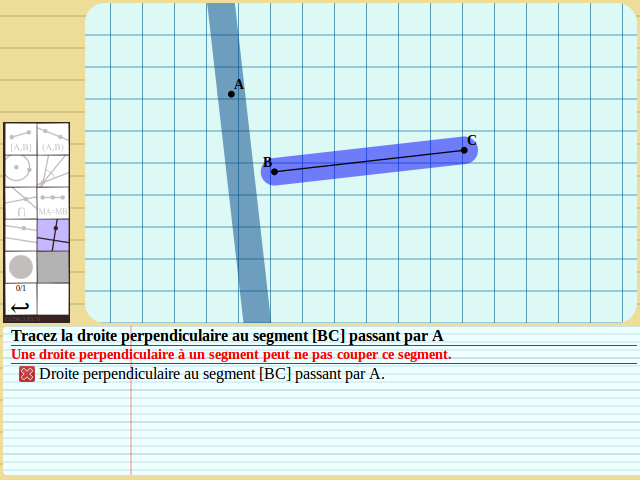 A
C
B
[A,B] (A,B)
MA=MB
0/1
Tracez la droite perpendiculaire au segment [BC] passant par A
Une droite perpendiculaire à un segment peut ne pas couper ce segment.
Droite perpendiculaire au segment [BC] passant par A.